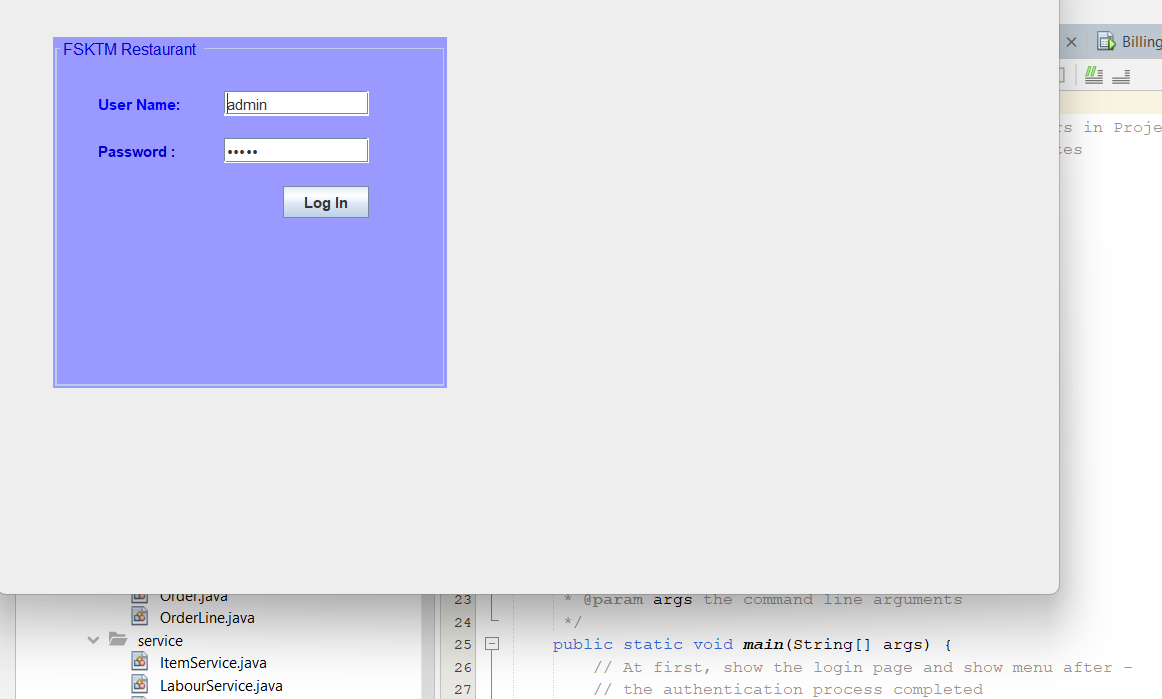 FSKTM Restaurant
User Name:
admin
Password :
•••••
Log In
Billing
in Proje
Order.java
OrderLine.java
service
ItemService.java
LabourService.java
23 * @param args the command line arguments
24 */
25 public static void main(String[] args) {
26 // At first, show the login page and show menu after –
27 // the authentication process completed